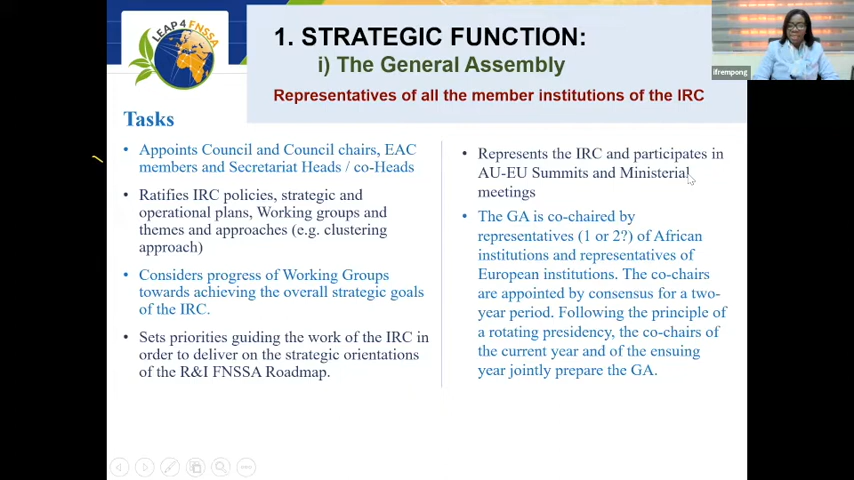 LEAP 4 FNSSA
1. STRATEGIC FUNCTION:
i) The General Assembly
Representatives of all the member institutions of the IRC
ifrempong
Tasks
• Appoints Council and Council chairs, EAC
members and Secretariat Heads / co-Heads
• Ratifies IRC policies, strategic and
operational plans, Working groups and
themes and approaches (e.g. clustering
approach)
• Considers progress of Working Groups
towards achieving the overall strategic goals
of the IRC.
• Sets priorities guiding the work of the IRC in
order to deliver on the strategic orientations
of the R&I FNSSA Roadmap.
• Represents the IRC and participates in
AU-EU Summits and Ministerial
meetings
• The GA is co-chaired by
representatives (1 or 2?) of African
institutions and representatives of
European institutions. The co-chairs
are appointed by consensus for a two-
year period. Following the principle of
a rotating presidency, the co-chairs of
the current year and of the ensuing
year jointly prepare the GA.